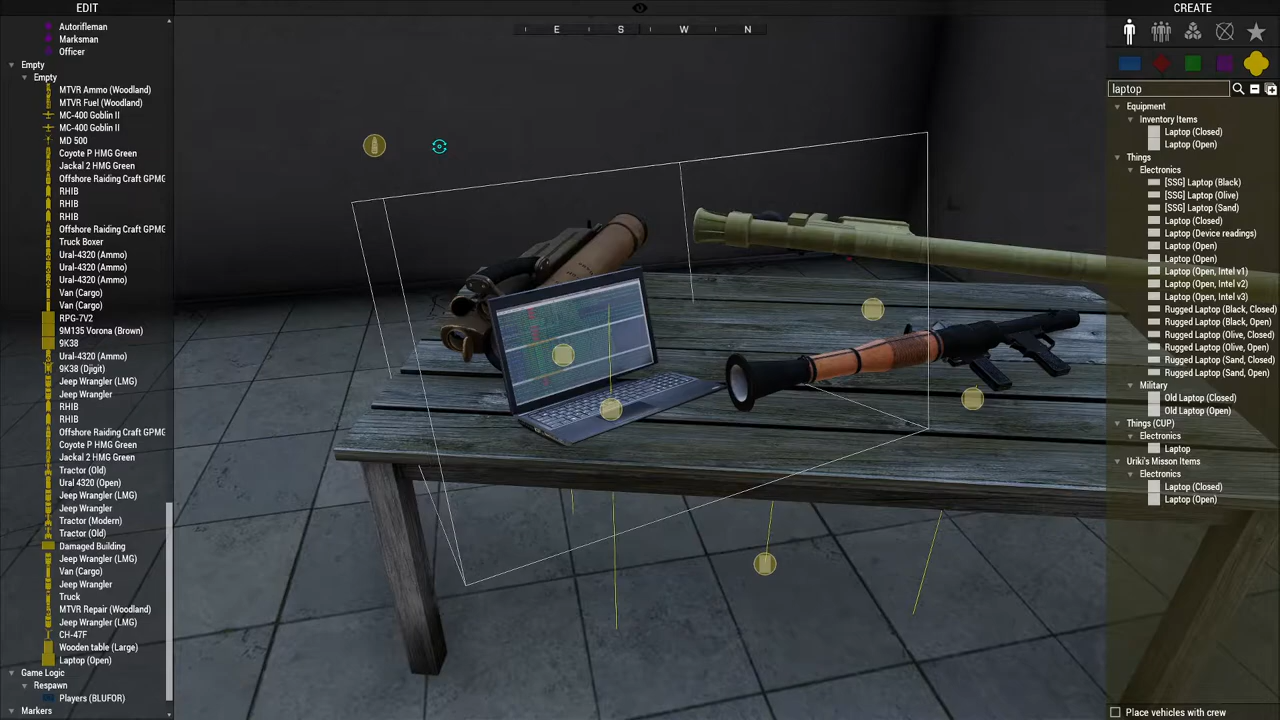 EDIT
Autorifleman
Marksman
Officer
Empty
Empty
MTVR Ammo (Woodland)
MTVR Fuel (Woodland)
MC-400 Goblin II
MC-400 Goblin II
MD 500
Coyote P HMG Green
Jackal 2 HMG Green
Offshore Raiding Craft GPMG
RHIB
RHIB
RHIB
Offshore Raiding Craft GPMG
Truck Boxer
Ural-4320 (Ammo)
Ural-4320 (Ammo)
Ural-4320 (Ammo)
Van (Cargo)
Van (Cargo)
RPG-7V2
9M135 Vorona (Brown)
9K38
Ural-4320 (Ammo)
9K38 (Djigit)
Jeep Wrangler (LMG)
Jeep Wrangler
RHIB
RHIB
Offshore Raiding Craft GPMG
Coyote P HMG Green
Jackal 2 HMG Green
Tractor (Old)
Ural 4320 (Open)
Jeep Wrangler (LMG)
Jeep Wrangler
Tractor (Modern)
Tractor (Old)
Damaged Building
Jeep Wrangler (LMG)
Van (Cargo)
Jeep Wrangler
Truck
MTVR Repair (Woodland)
Jeep Wrangler (LMG)
CH-47F
Wooden table (Large)
Laptop (Open)
Game Logic
Respawn
Players (BLUFOR)
Markers
E S W N
CREATE
laptop
Equipment
Inventory Items
Laptop (Closed)
Laptop (Open)
Things
Electronics
[SSG] Laptop (Black)
[SSG] Laptop (Olive)
[SSG] Laptop (Sand)
Laptop (Closed)
Laptop (Device readings)
Laptop (Open)
Laptop (Open)
Laptop (Open, Intel v1)
Laptop (Open, Intel v2)
Laptop (Open, Intel v3)
Rugged Laptop (Black, Closed)
Rugged Laptop (Black, Open)
Rugged Laptop (Olive, Closed)
Rugged Laptop (Olive, Open)
Rugged Laptop (Sand, Closed)
Rugged Laptop (Sand, Open)
Military
Old Laptop (Closed)
Old Laptop (Open)
Things (CUP)
Electronics
Laptop
Uriki's Misson Items
Electronics
Laptop (Closed)
Laptop (Open)
Place vehicles with crew